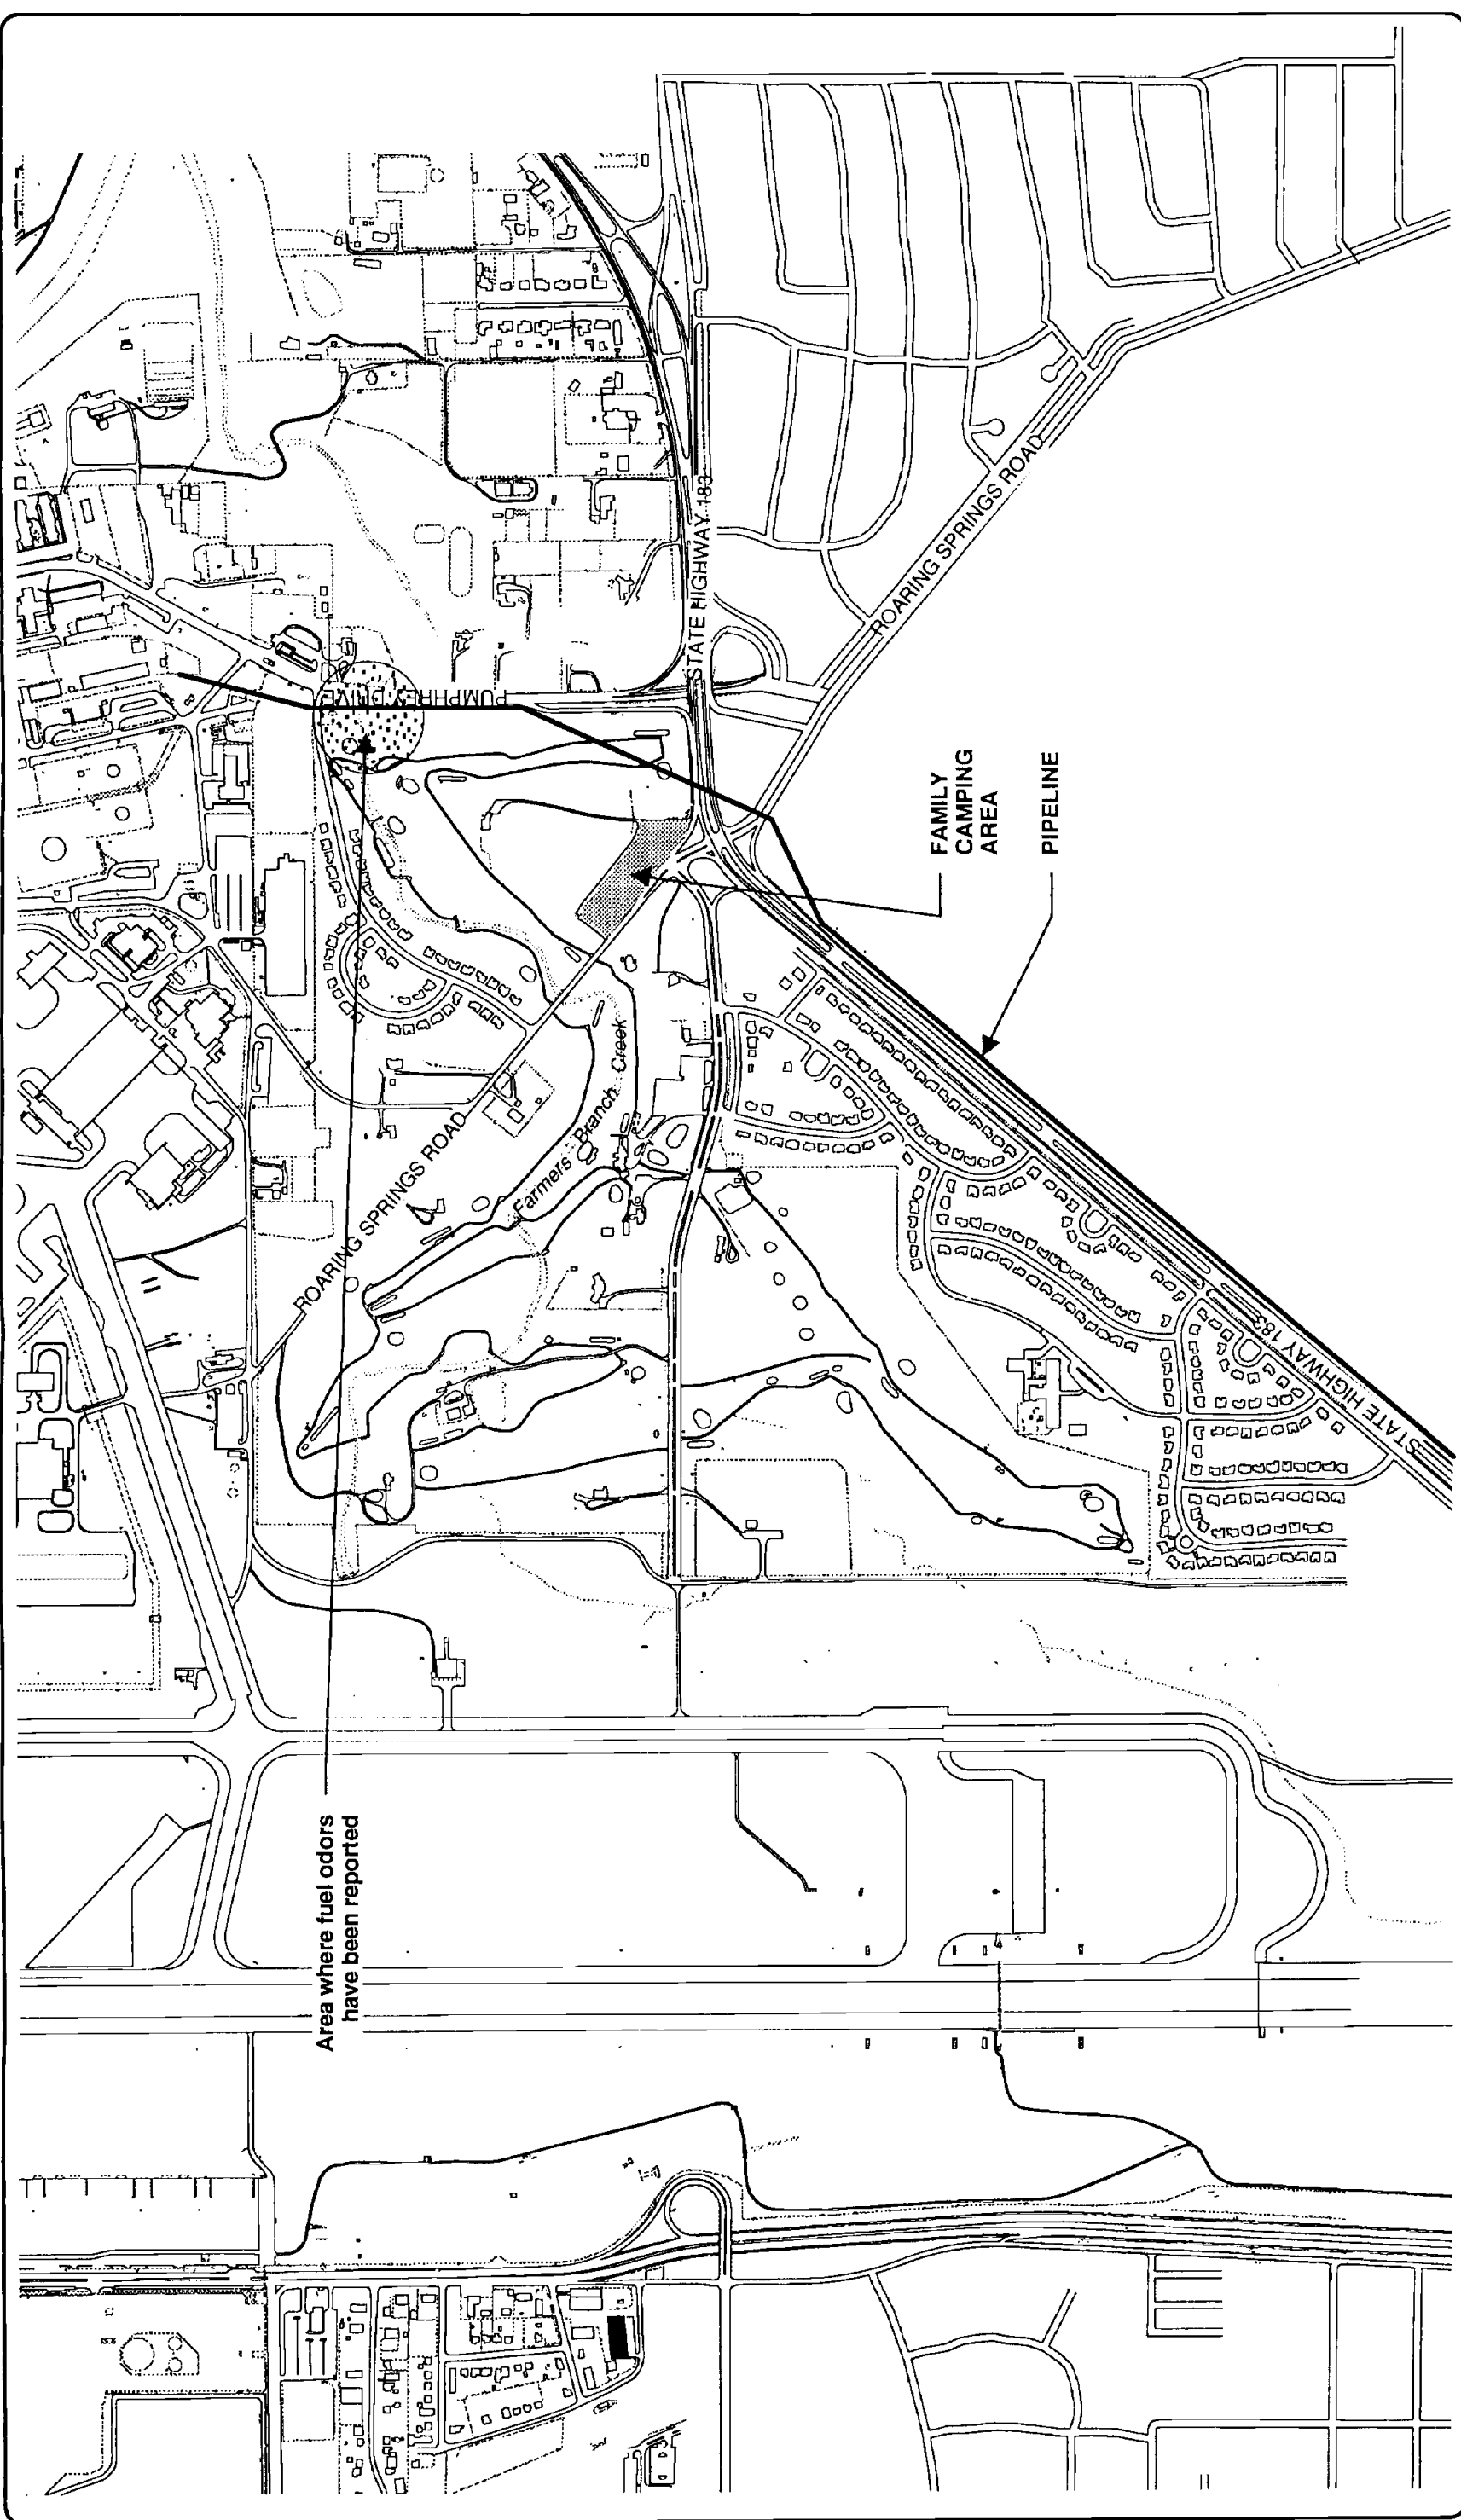 STATE HIGHWAY 183
ROARING SPRINGS ROAD
PUMPHREY DRIVE
FAMILY
CAMPING
AREA
PIPELINE
Farmers Branch Creek
ROARING SPRINGS ROAD
STATE HIGHWAY 183
Area where fuel odors
have been reported